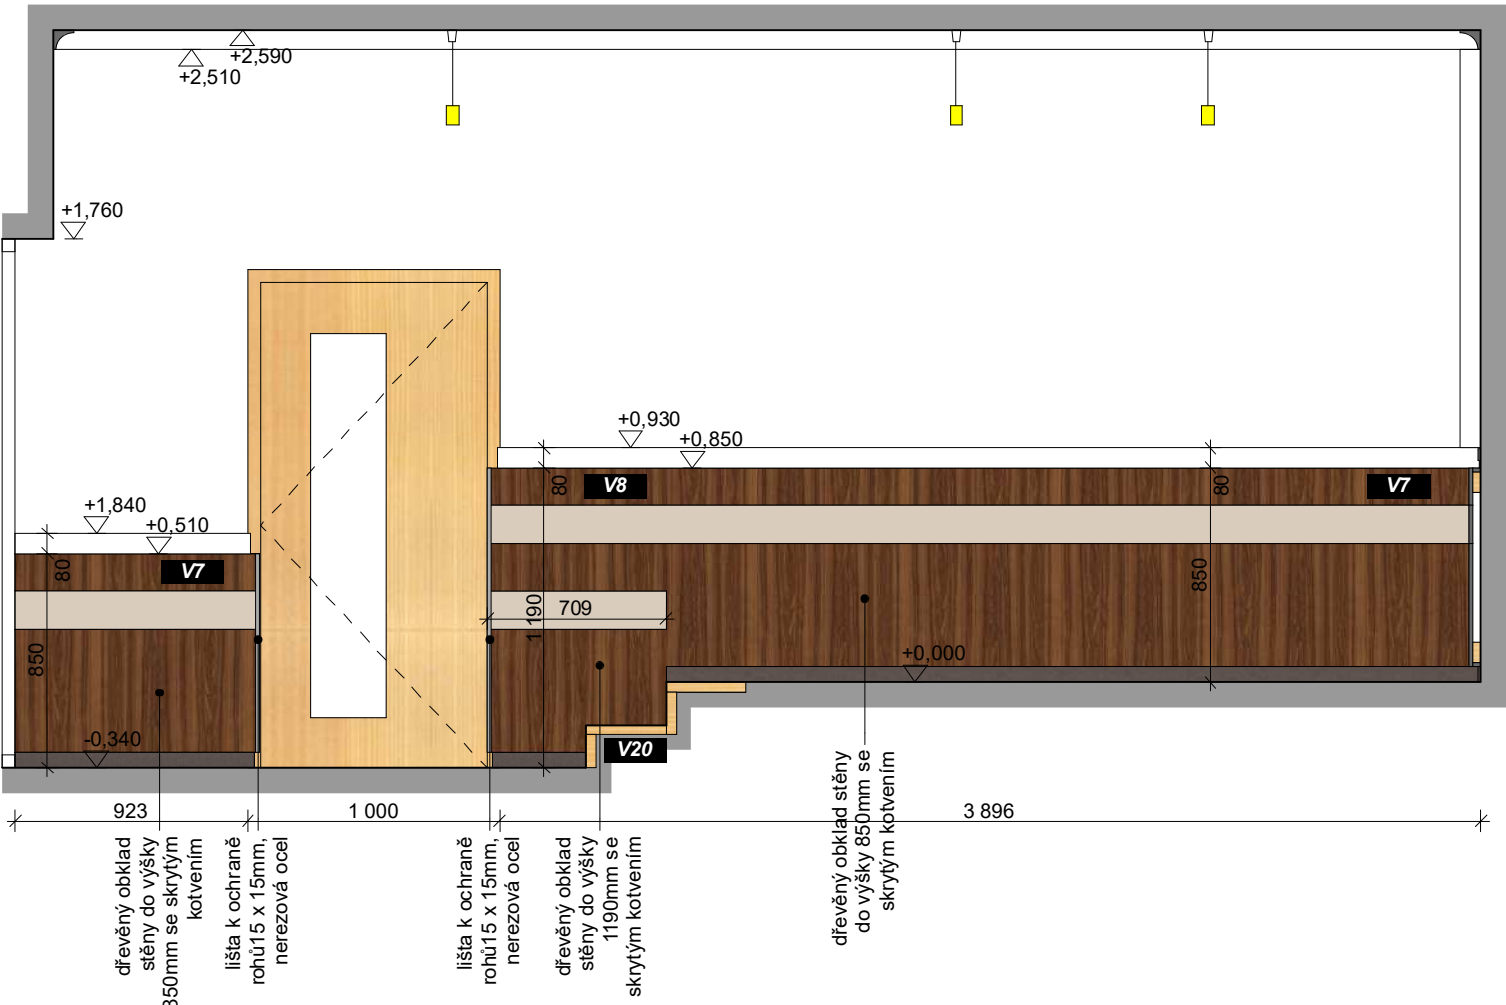 +2,590
+2,510
+1,760
+0,930
+0,850
80
V8
80
V7
+1,840
+0,510
80
V7
850
1 190
709
850
+0,000
-0,340
V20
923
1 000
3 896
dřevěný obklad
stěny do výšky
850mm se skrytým
kotvením
lišta k ochraně
rohů15 x 15mm,
nerezová ocel
lišta k ochraně
rohů15 x 15mm,
nerezová ocel
dřevěný obklad
stěny do výšky
1190mm se
skrytým kotvením
dřevěný obklad stěny
do výšky 850mm se
skrytým kotvením